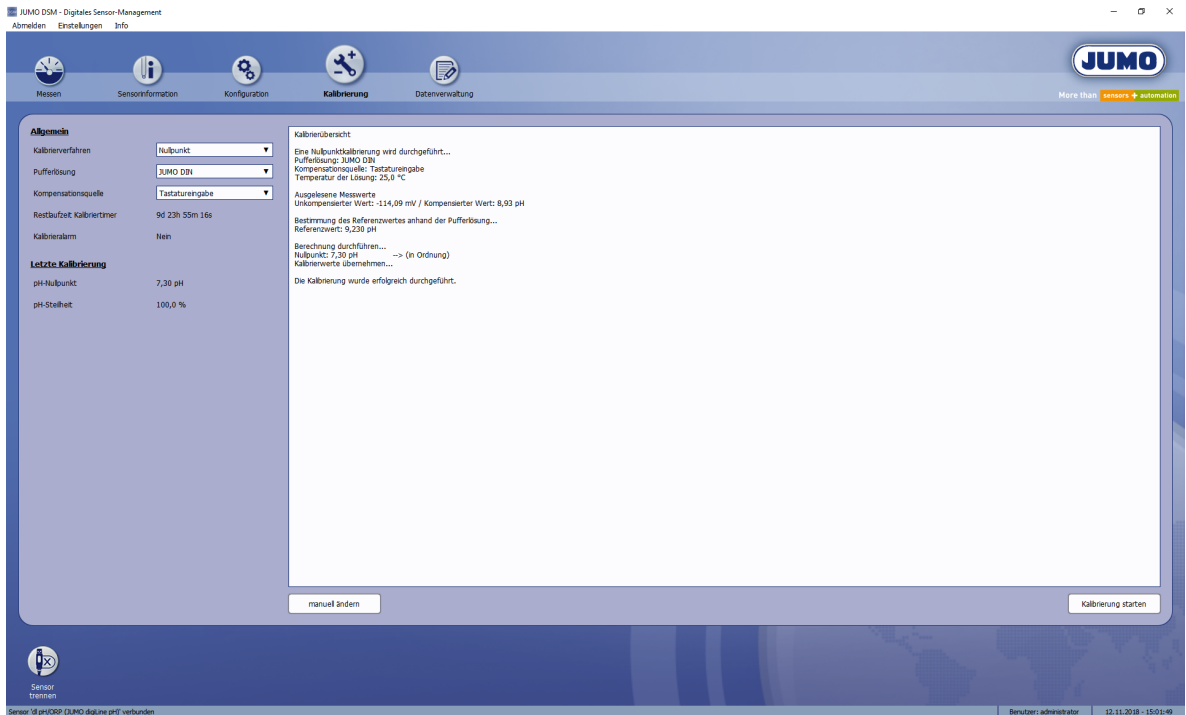 JUMO DSM - Digitales Sensor-Management
Abmelden Einstellungen Info
Messen Sensorinformation Konfiguration Kalibrierung Datenverwaltung
JUMO
More than sensors + automation
Allgemein
Kalibrierverfahren Nullpunkt
Pufferlösung JUMO DIN
Kompensationsquelle Tastatureingabe
Restlaufzeit Kalibriertimer 9d 23h 55m 16s
Kalibrieralarm Nein
Letzte Kalibrierung
pH-Nullpunkt 7,30 pH
pH-Steilheit 100,0 %
Kalibrierübersicht
Eine Nullpunktkalibrierung wird durchgeführt...
Pufferlösung: JUMO DIN
Kompensationsquelle: Tastatureingabe
Temperatur der Lösung: 25,0 °C
Ausgelesene Messwerte
Unkompensierter Wert: -114,09 mV / Kompensierter Wert: 8,93 pH
Bestimmung des Referenzwertes anhand der Pufferlösung...
Referenzwert: 9,230 pH
Berechnung durchführen...
Nullpunkt: 7,30 pH --> (in Ordnung)
Kalibrierwerte übernehmen...
Die Kalibrierung wurde erfolgreich durchgeführt.
manuell ändern
Kalibrierung starten
Sensor
trennen
Sensor 'dl pH/ORP (JUMO digiLine pH)' verbunden
Benutzer: administrator 12.11.2018 - 15:01:49